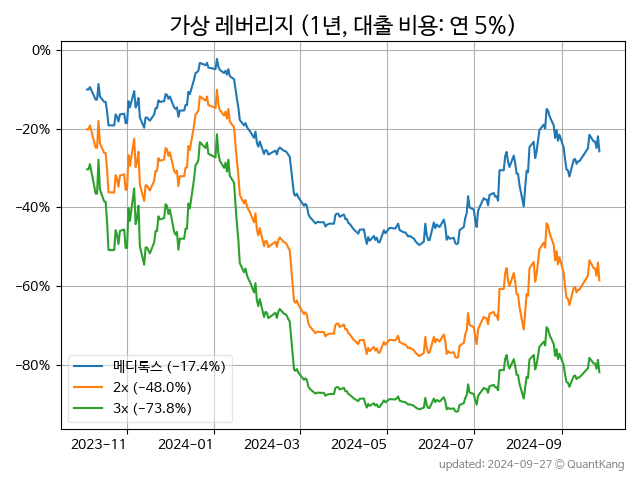 가상 레버리지 (1년, 대출 비용: 연 5%)
0%
−20%
−40%
−60%
−80%
메디톡스 (−17.4%)
2x (−48.0%)
3x (−73.8%)
2023−11
2024−01
2024−03
2024−05
2024−07
2024−09
updated: 2024−09−27 © QuantKang